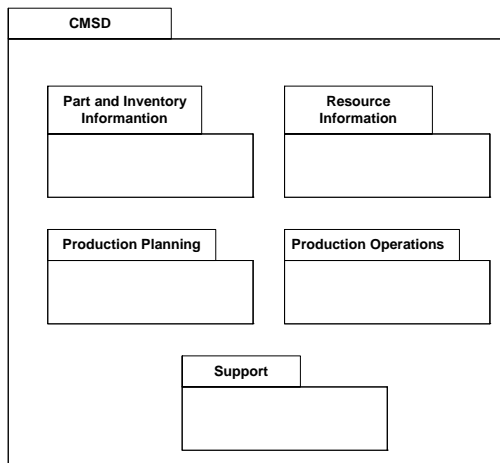 CMSD
Part and Inventory
Informantion
Resource
Information
Production Planning
Production Operations
Support